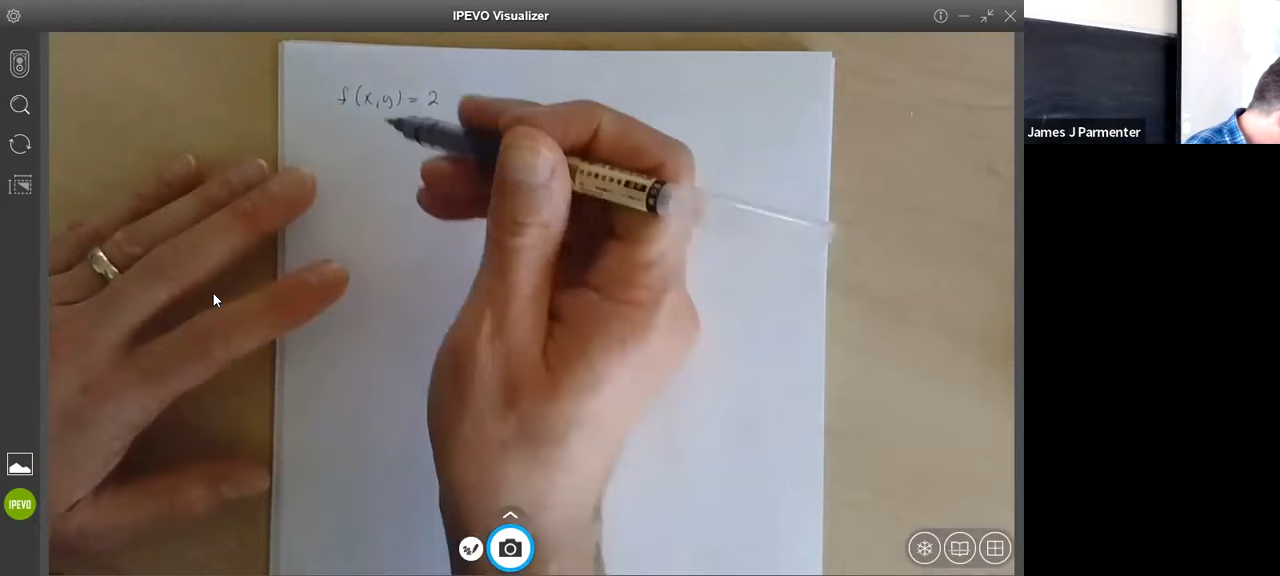 IPEVO Visualizer
f(x,y) = 2
James J Parmenter
IPEVO